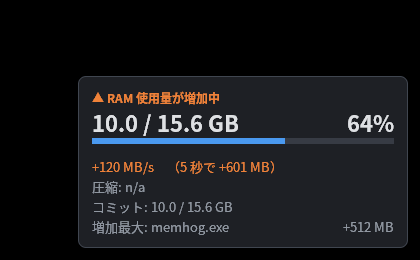 ▲ RAM 使用量が増加中
10.0 / 15.6 GB 64%
+120 MB/s （5 秒で +601 MB）
圧縮: n/a
コミット: 10.0 / 15.6 GB
増加最大: memhog.exe +512 MB